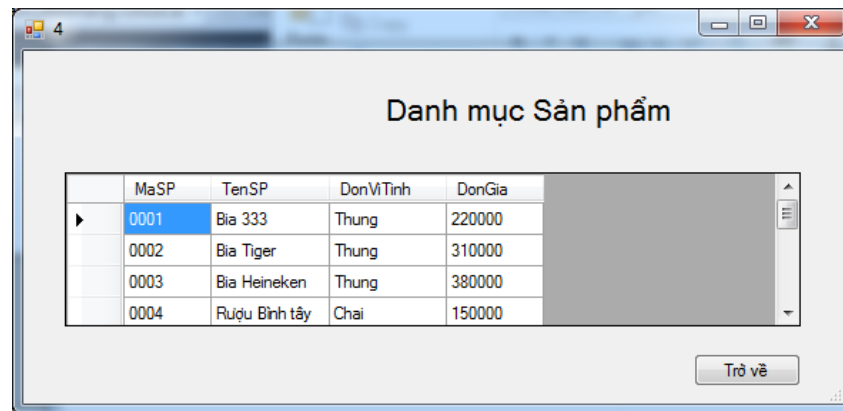 4
Danh mục Sản phẩm
MaSP TenSP DonViTinh DonGia
0001 Bia 333 Thung 220000
0002 Bia Tiger Thung 310000
0003 Bia Heineken Thung 380000
0004 Rượu Bình tây Chai 150000
Trở về